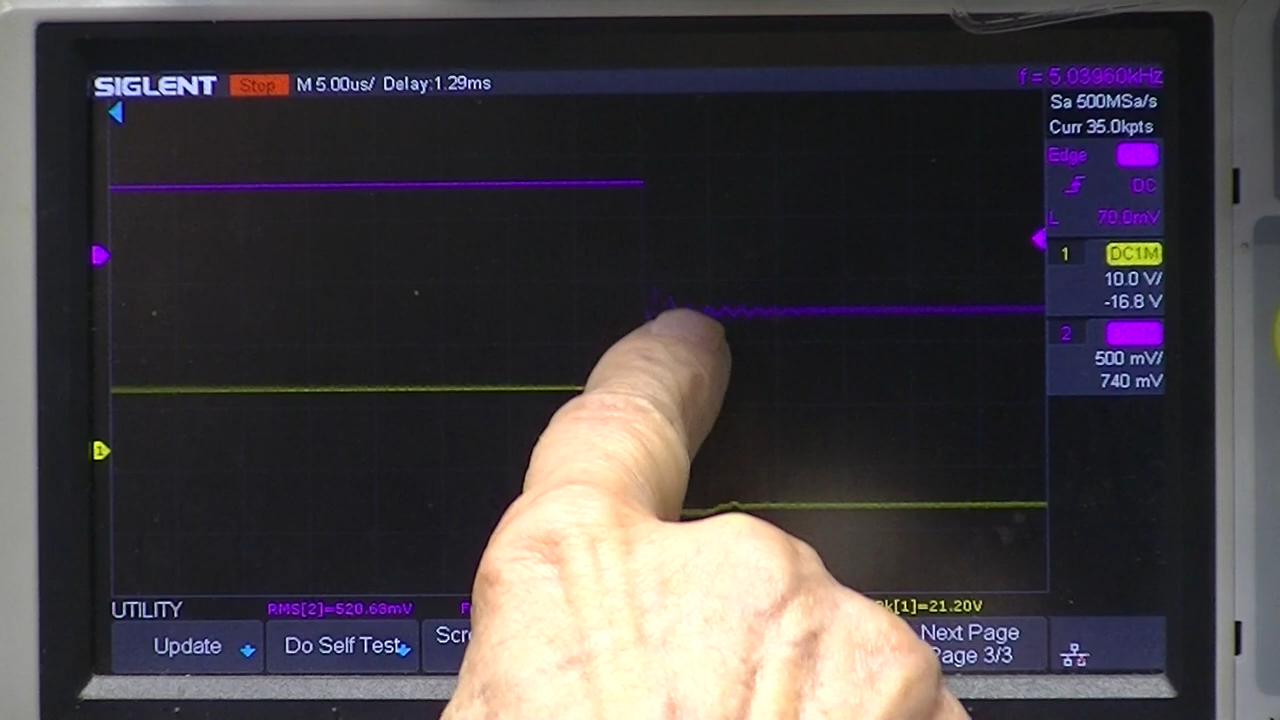 SIGLENT Stop M 5.00us/ Delay:1.29ms
f = 5.03960kHz
Sa 500MSa/s
Curr 35.0kpts
Edge
DC
L 70.0mV
1 DC1M
10.0 V/
-16.8 V
2
500 mV/
740 mV
1
UTILITY RMS[2]=520.63mV k[1]=21.20V
Update Do Self Test Next Page
Page 3/3